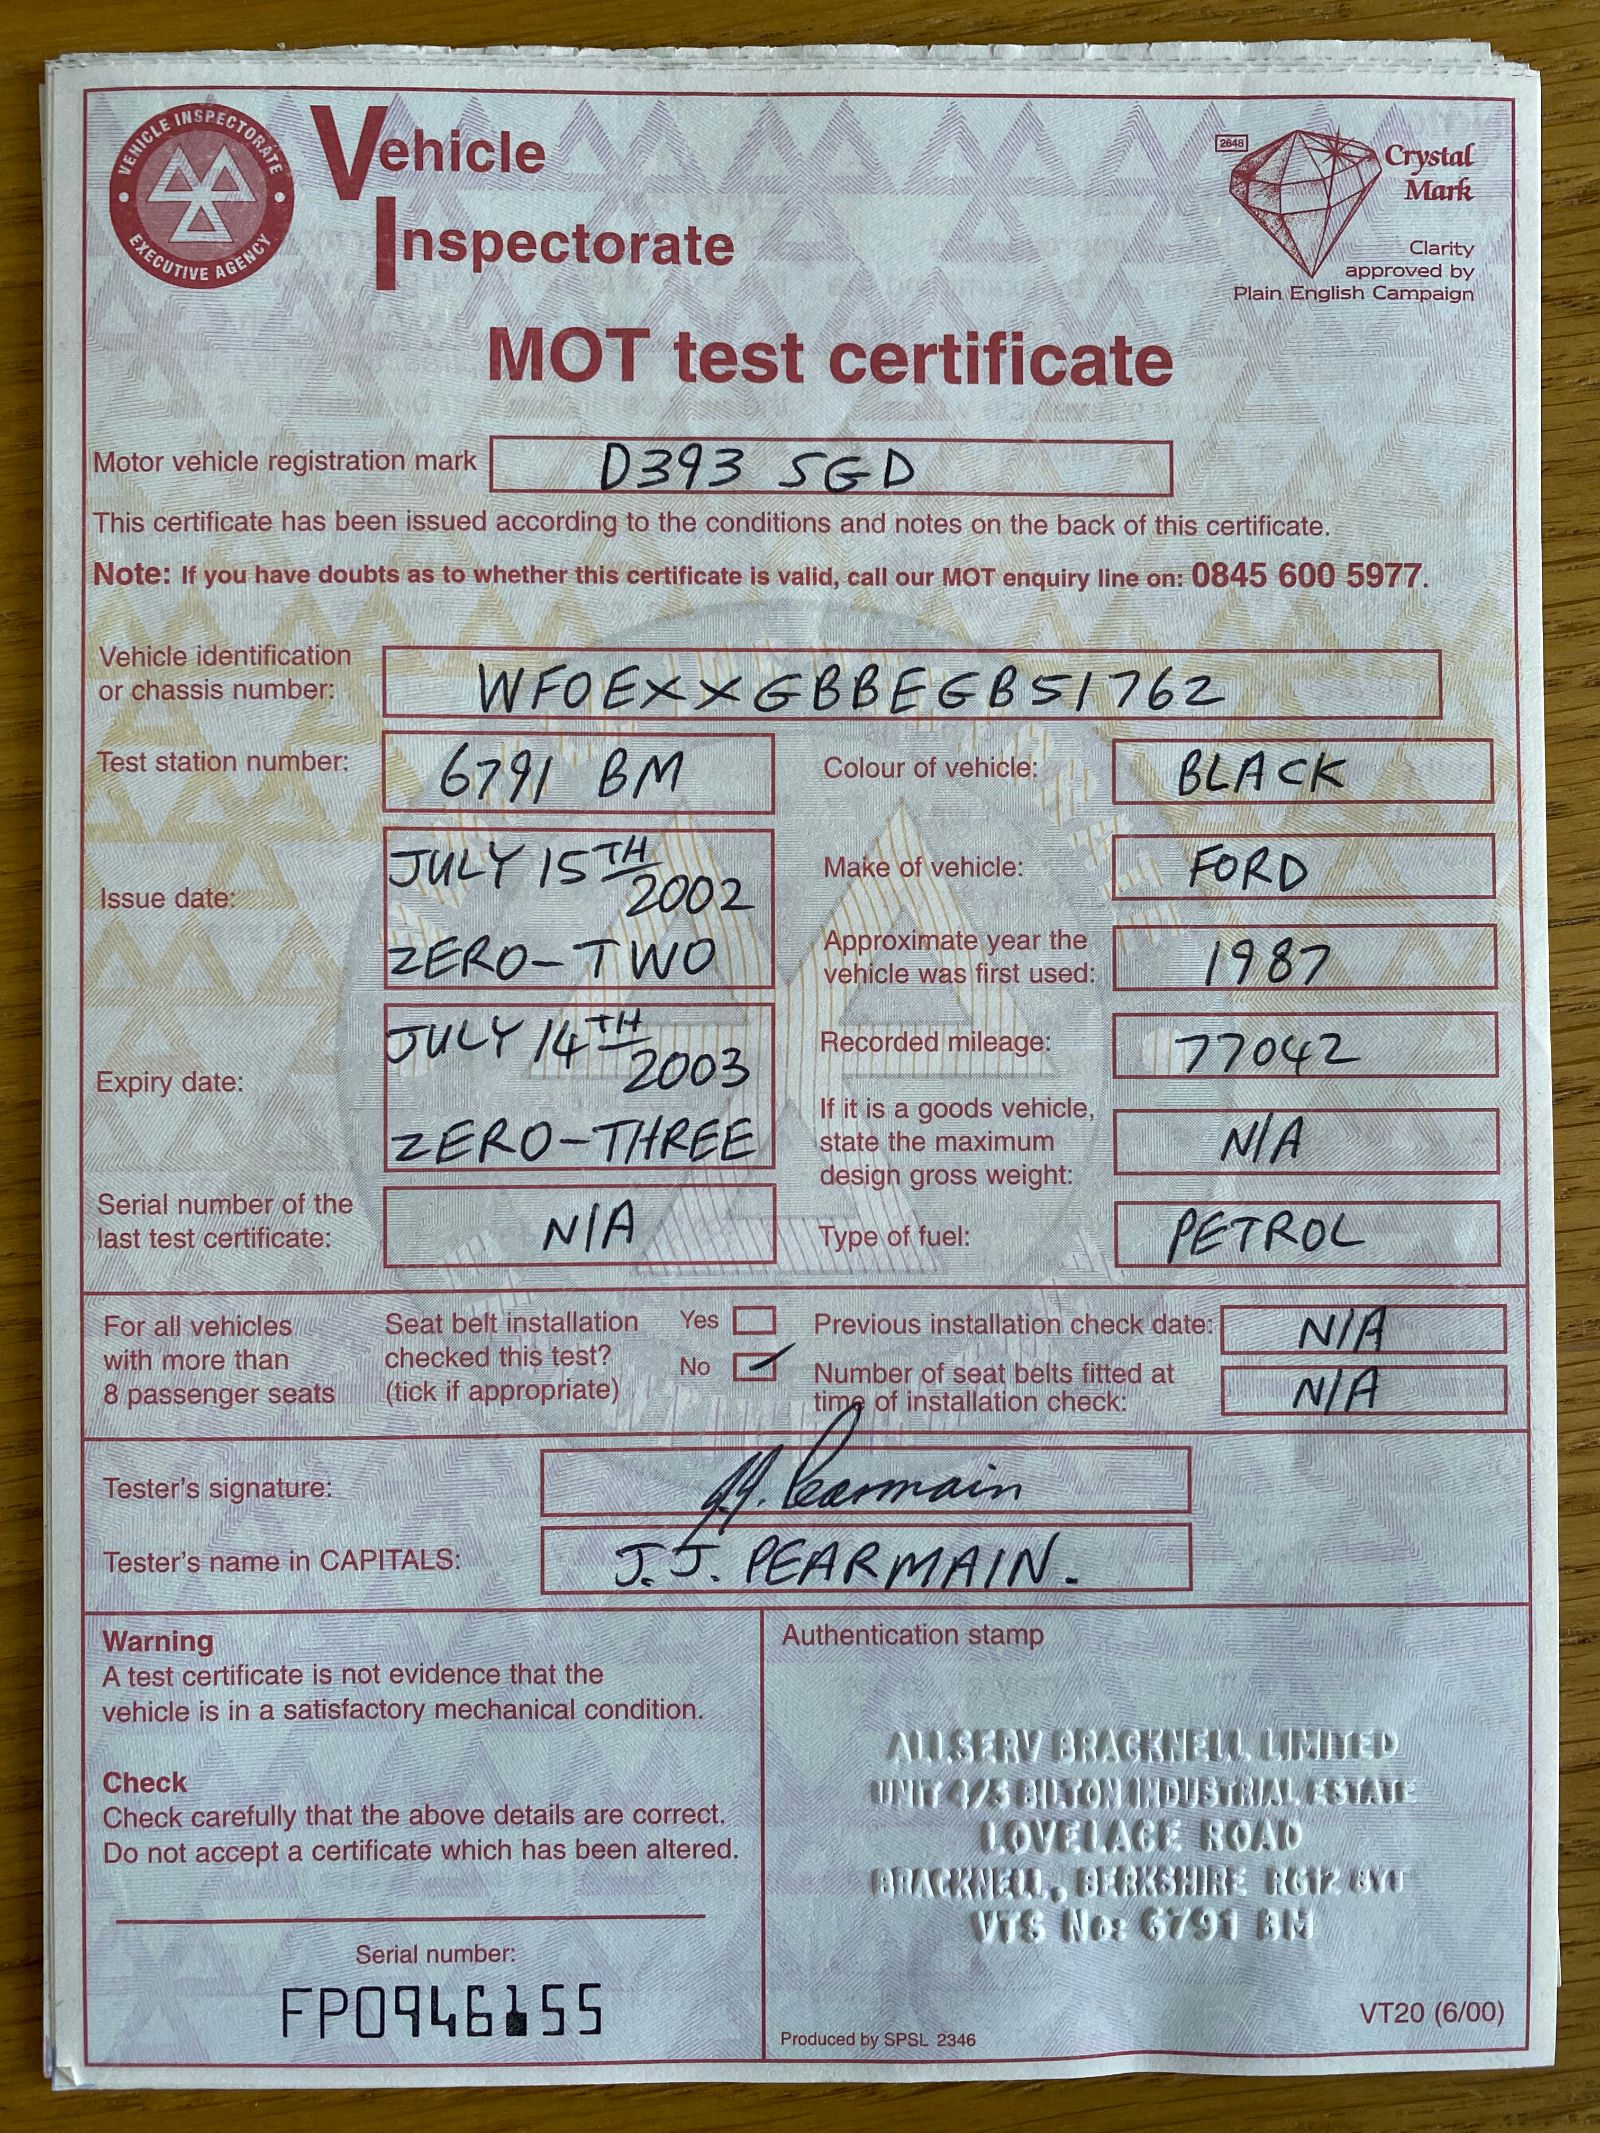 VEHICLE INSPECTORATE
EXECUTIVE AGENCY
Vehicle
Inspectorate
2648
Crystal
Mark
Clarity
approved by
Plain English Campaign
MOT test certificate
Motor vehicle registration mark D393 SGD
This certificate has been issued according to the conditions and notes on the back of this certificate.
Note: If you have doubts as to whether this certificate is valid, call our MOT enquiry line on: 0845 600 5977.
Vehicle identification
or chassis number: WF0EXXGBBEGB51762
Test station number: 6791 BM
Colour of vehicle: BLACK
Issue date: JULY 15TH
2002
ZERO-TWO
Make of vehicle: FORD
Approximate year the
vehicle was first used: 1987
Expiry date: JULY 14TH
2003
ZERO-THREE
Recorded mileage: 77042
If it is a goods vehicle,
state the maximum
design gross weight: N/A
Serial number of the
last test certificate: N/A
Type of fuel: PETROL
For all vehicles
with more than
8 passenger seats
Seat belt installation
checked this test?
(tick if appropriate)
Yes
No
Previous installation check date: N/A
Number of seat belts fitted at
time of installation check: N/A
Tester's signature: J.J. Pearmain
Tester's name in CAPITALS: J.J. PEARMAIN.
Warning
A test certificate is not evidence that the
vehicle is in a satisfactory mechanical condition.
Check
Check carefully that the above details are correct.
Do not accept a certificate which has been altered.
Serial number:
FP0946155
Authentication stamp
ALLSERV BRACKNELL LIMITED
UNIT 4/5 BILTON INDUSTRIAL ESTATE
LOVELACE ROAD
BRACKNELL, BERKSHIRE RG12 8YT
VTS No: 6791 BM
Produced by SPSL 2346
VT20 (6/00)